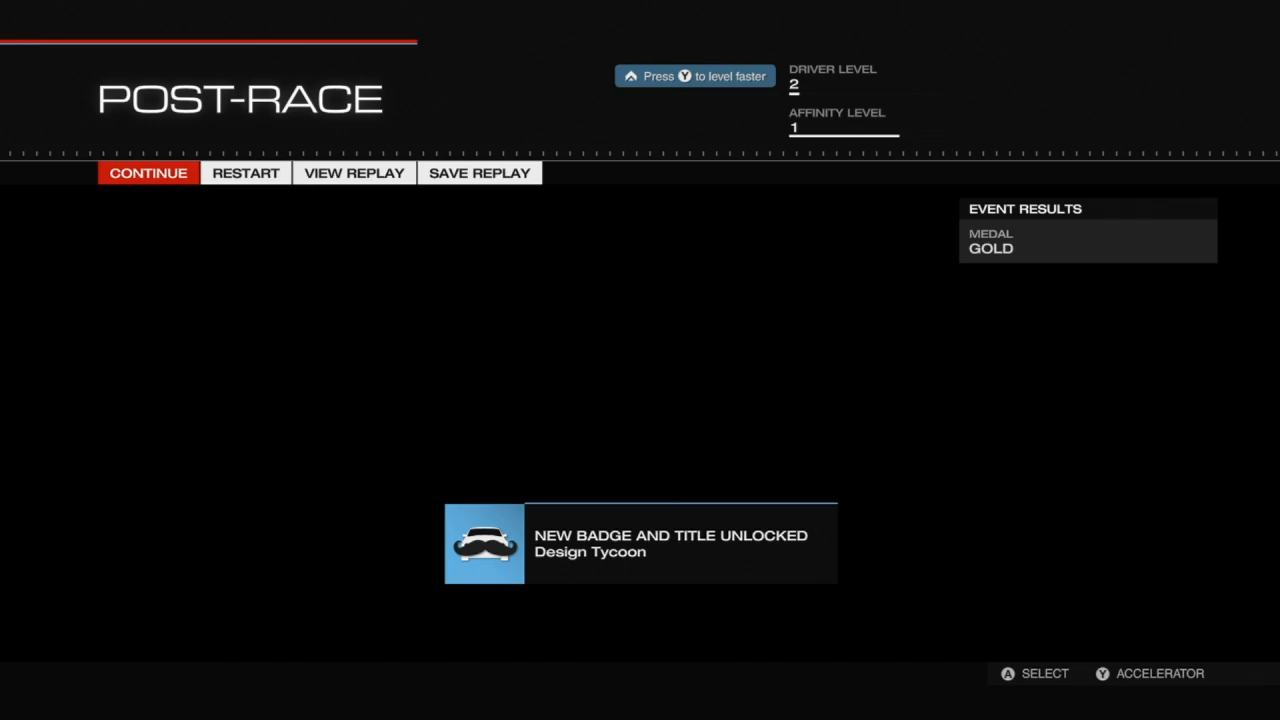 POST-RACE
Press Y to level faster
DRIVER LEVEL
2
AFFINITY LEVEL
1
CONTINUE RESTART VIEW REPLAY SAVE REPLAY
EVENT RESULTS
MEDAL
GOLD
NEW BADGE AND TITLE UNLOCKED
Design Tycoon
A SELECT Y ACCELERATOR